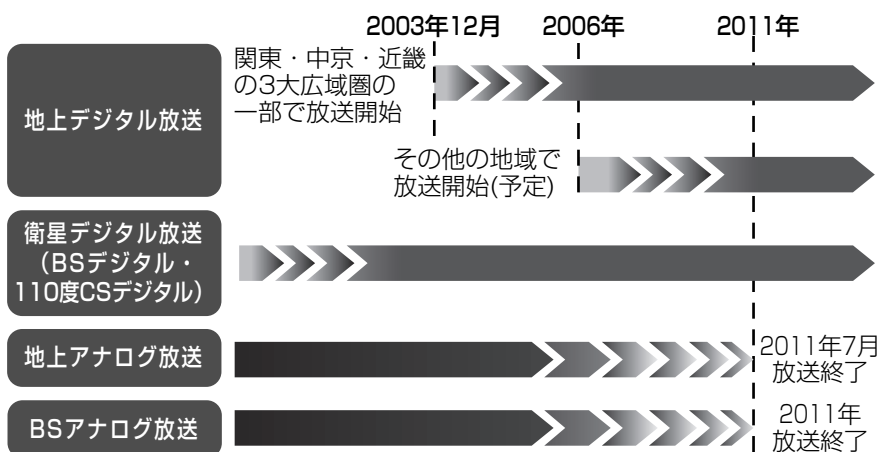 2003年12月
2006年
2011年
地上デジタル放送
関東・中京・近畿
の3大広域圏の
一部で放送開始
その他の地域で
放送開始(予定)
衛星デジタル放送
(BSデジタル・
110度CSデジタル)
地上アナログ放送
2011年7月
放送終了
BSアナログ放送
2011年
放送終了